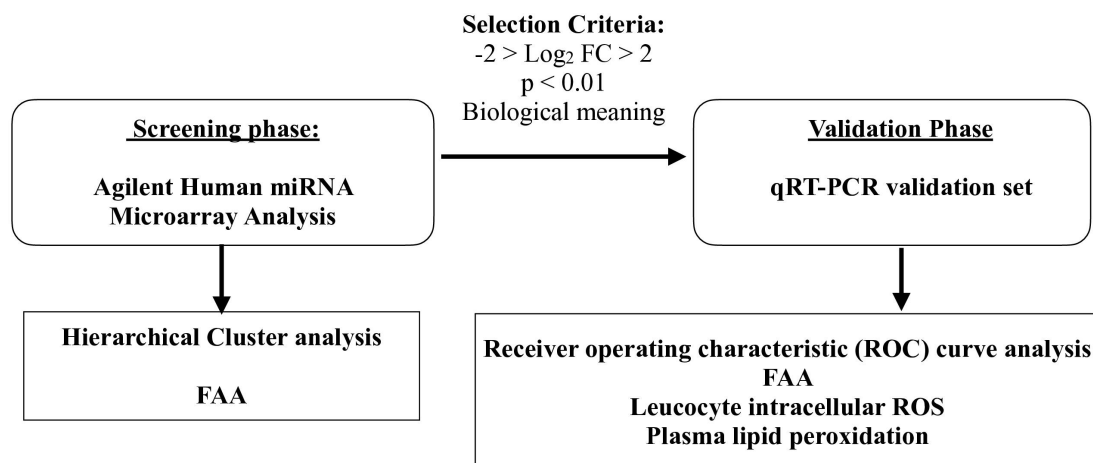 Selection Criteria:
-2 > Log₂ FC > 2
p < 0.01
Biological meaning
Screening phase:
Agilent Human miRNA
Microarray Analysis
Validation Phase
qRT-PCR validation set
Hierarchical Cluster analysis
FAA
Receiver operating characteristic (ROC) curve analysis
FAA
Leucocyte intracellular ROS
Plasma lipid peroxidation